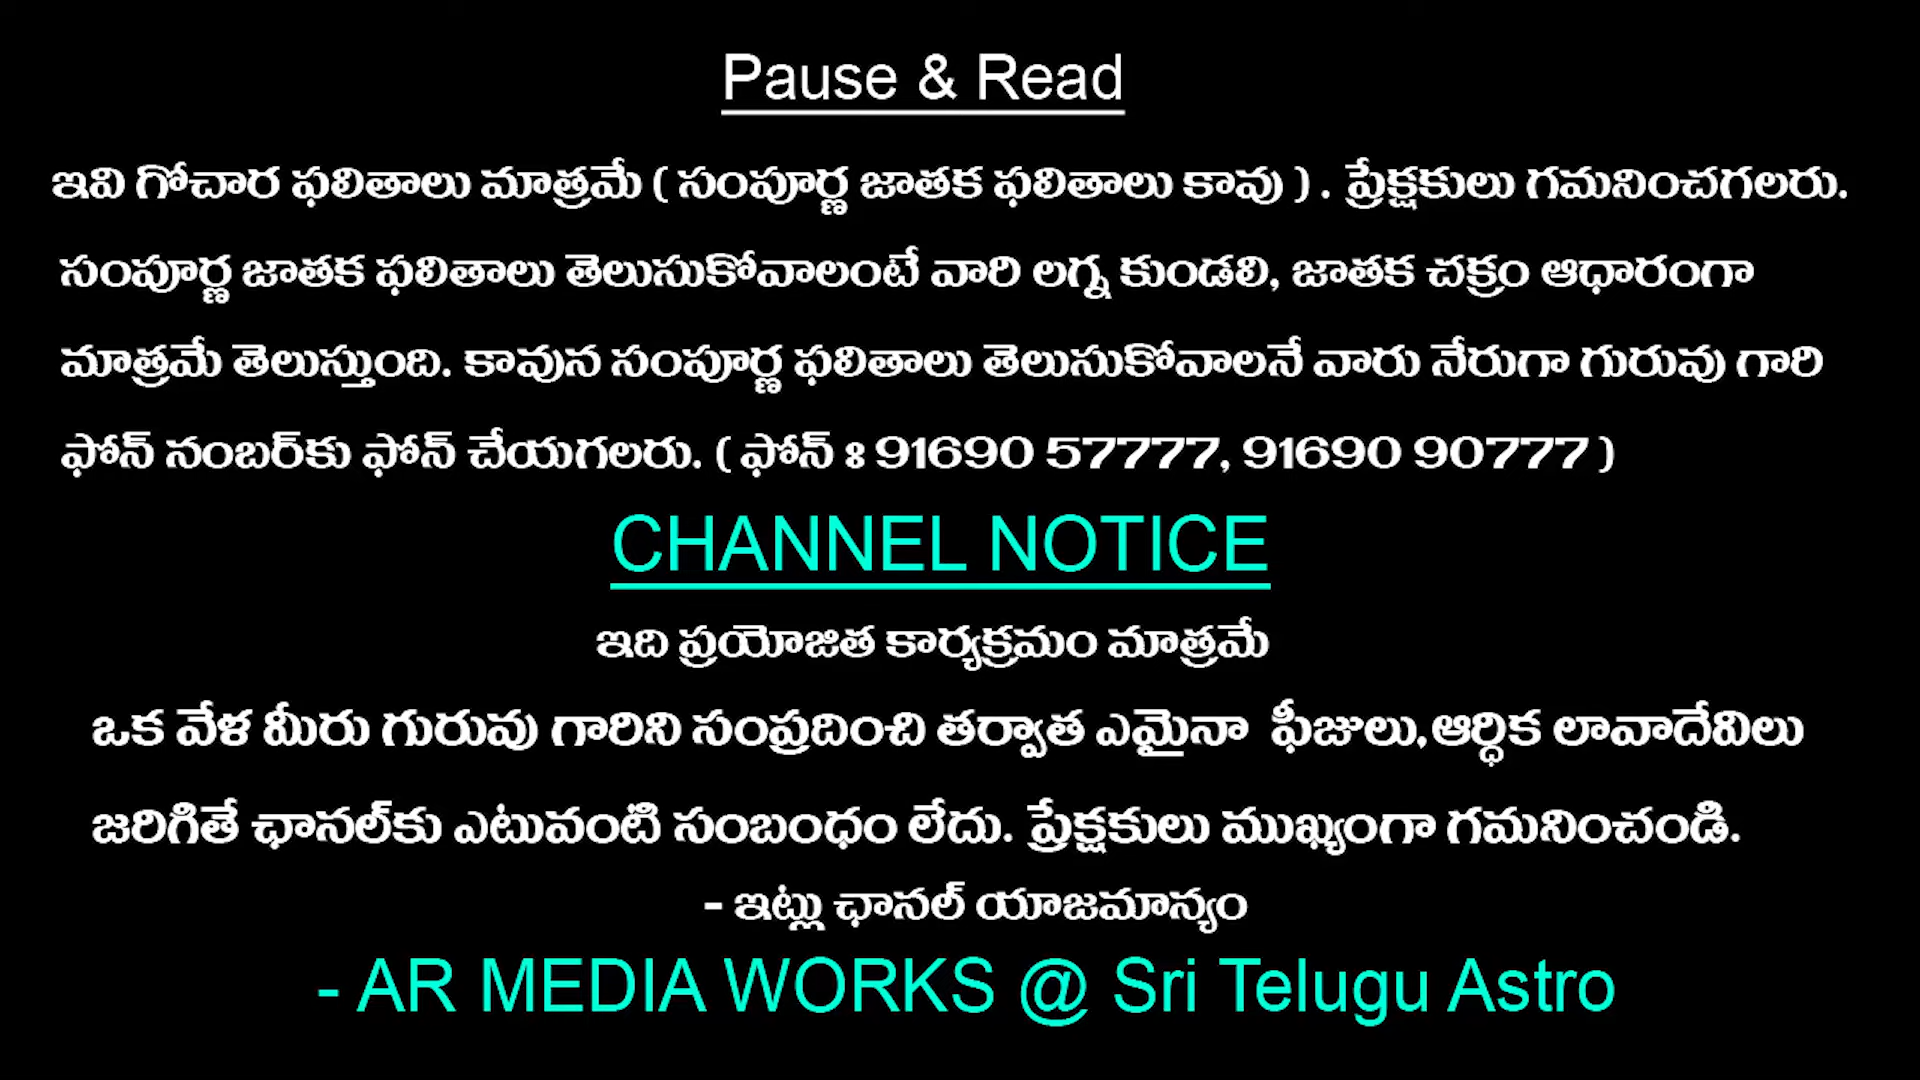 Pause & Read
ఇవి గోచార ఫలితాలు మాత్రమే ( సంపూర్ణ జాతక ఫలితాలు కావు ) . ప్రేక్షకులు గమనించగలరు.
సంపూర్ణ జాతక ఫలితాలు తెలుసుకోవాలంటే వారి లగ్న కుండలి, జాతక చక్రం ఆధారంగా
మాత్రమే తెలుస్తుంది. కావున సంపూర్ణ ఫలితాలు తెలుసుకోవాలనే వారు నేరుగా గురువు గారి
ఫోన్ నంబర్‌కు ఫోన్ చేయగలరు. ( ఫోన్ : 91690 57777, 91690 90777 )
CHANNEL NOTICE
ఇది ప్రయోజిత కార్యక్రమం మాత్రమే
ఒక వేళ మీరు గురువు గారిని సంప్రదించి తర్వాత ఎమైనా ఫీజులు,ఆర్ధిక లావాదేవిలు
జరిగితే ఛానల్‌కు ఎటువంటి సంబంధం లేదు. ప్రేక్షకులు ముఖ్యంగా గమనించండి.
- ఇట్లు ఛానల్ యాజమాన్యం
- AR MEDIA WORKS @ Sri Telugu Astro